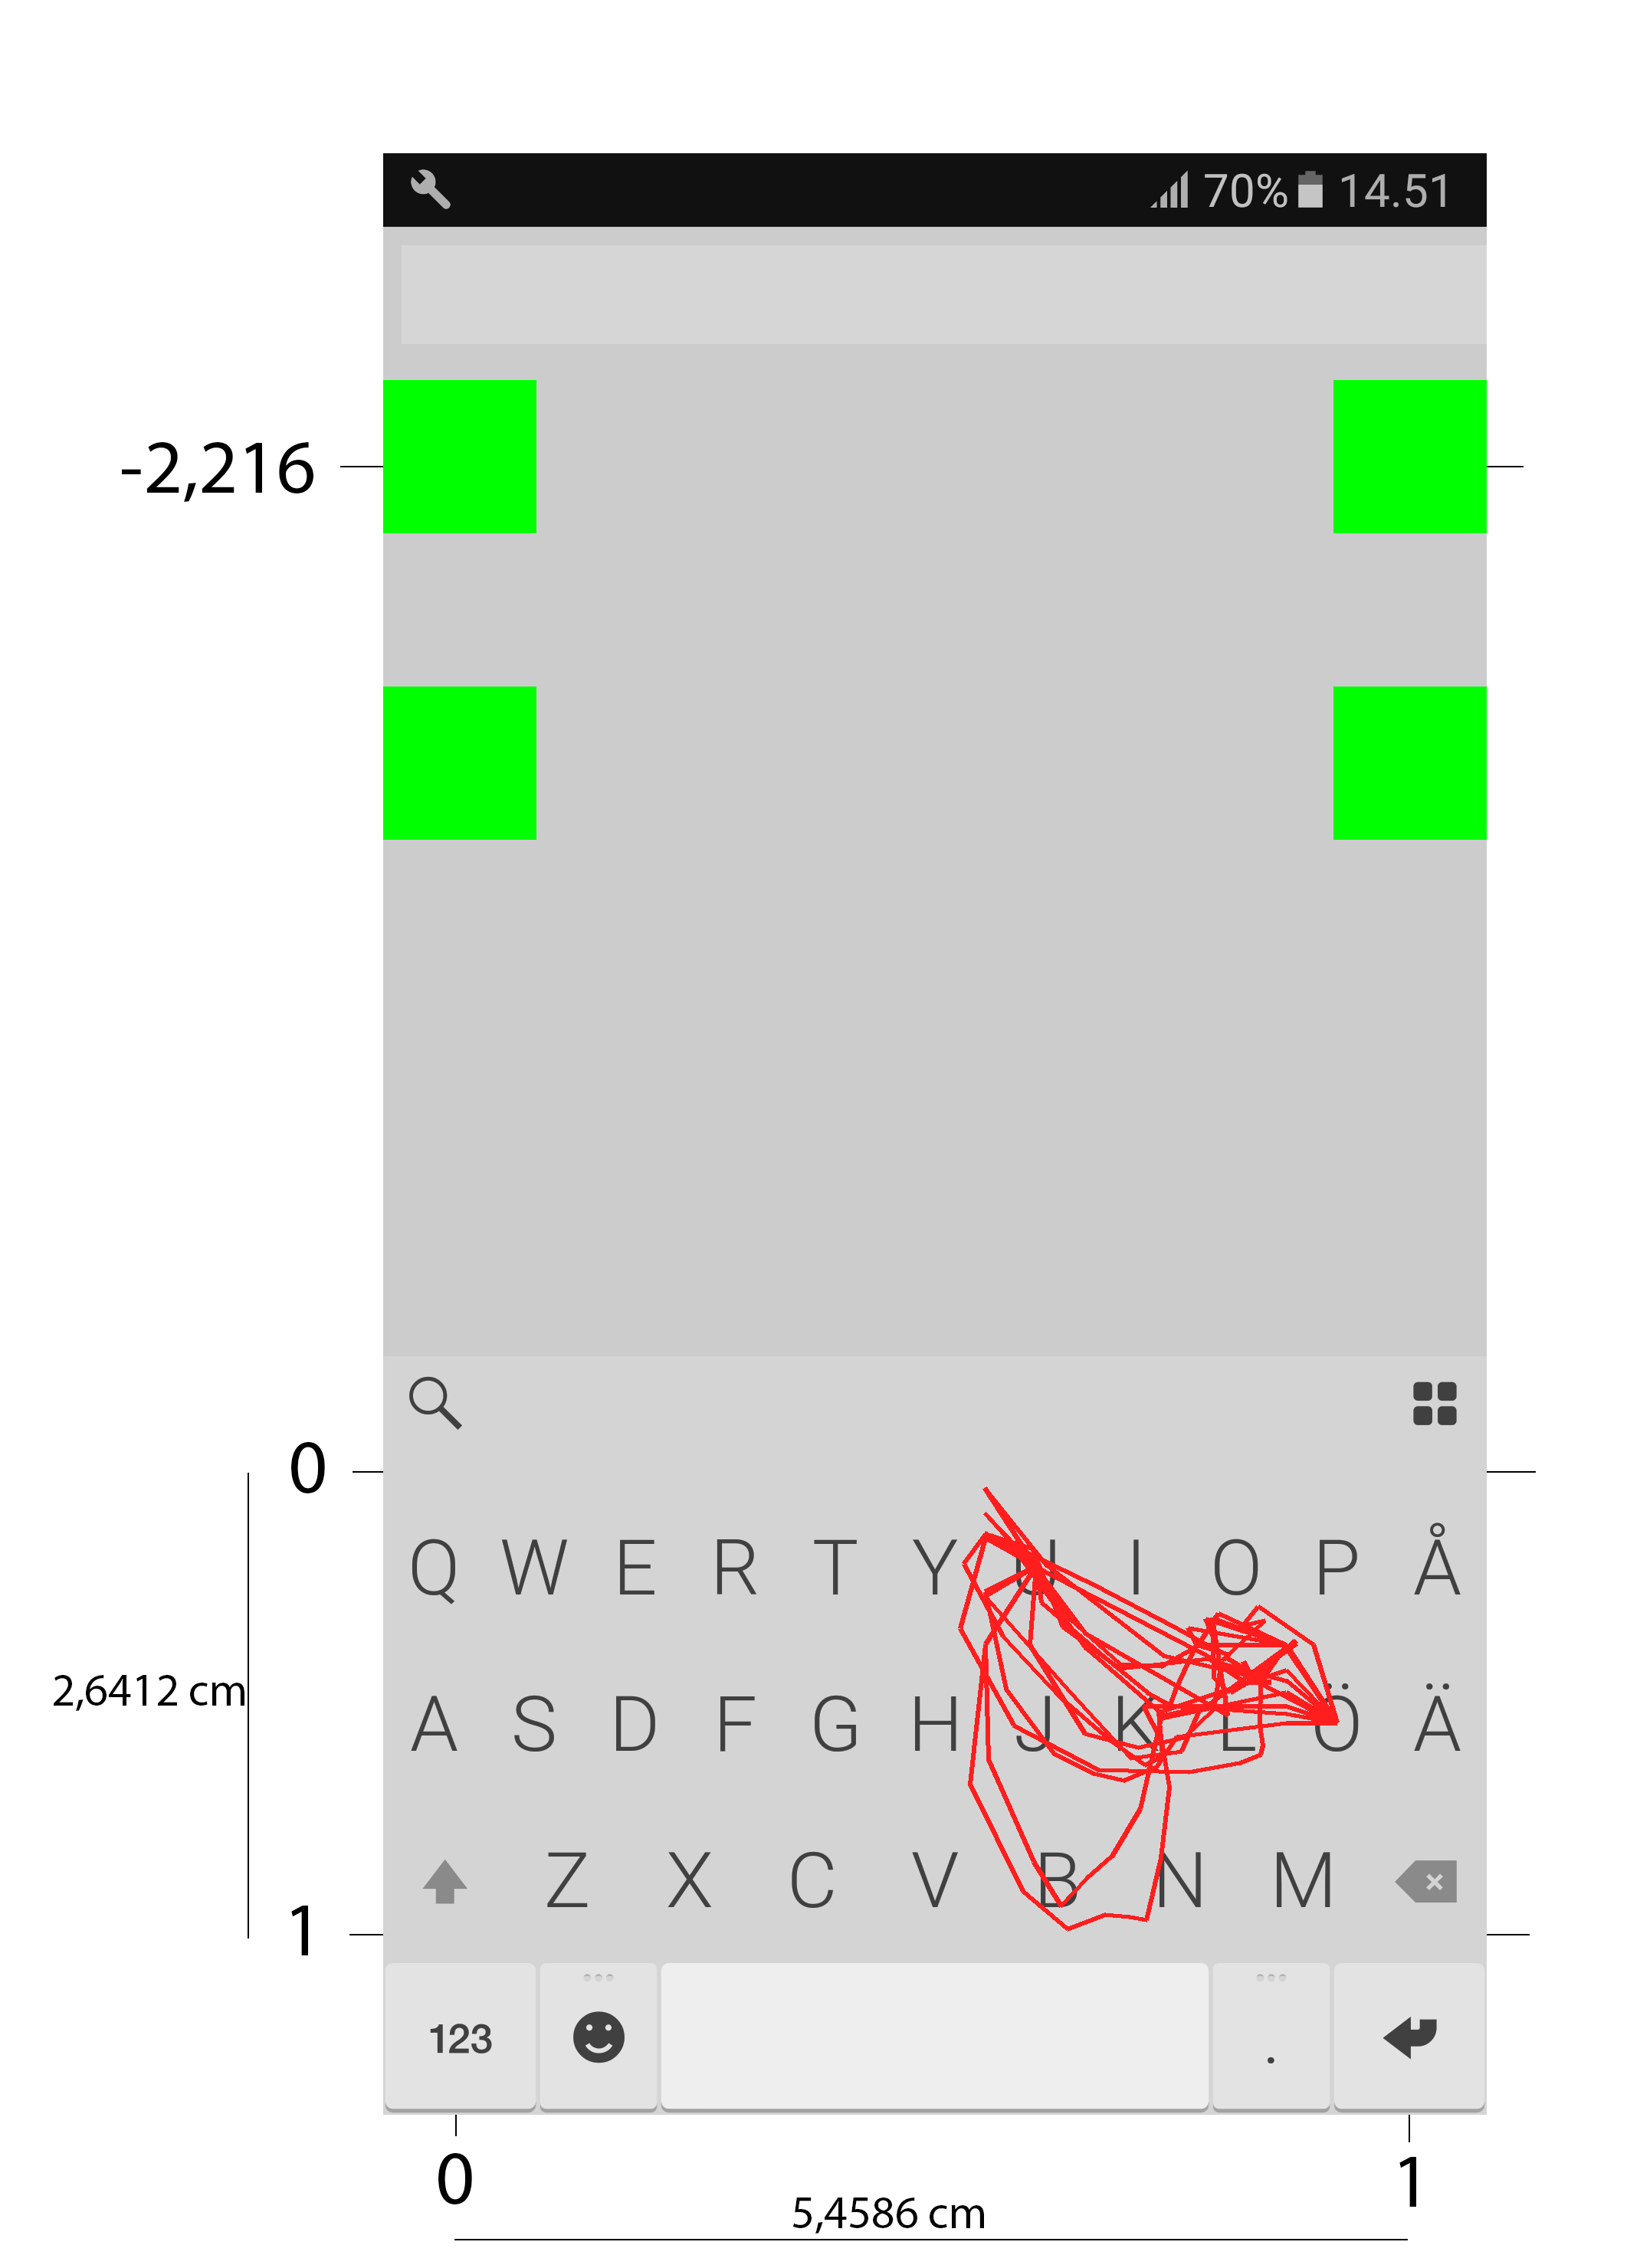 70% 14.51
-2,216
0
Q W E R T Y U I O P Å
2,6412 cm
A S D F G H J K L Ö Ä
Z X C V B N M
1
123 .
0 1
5,4586 cm